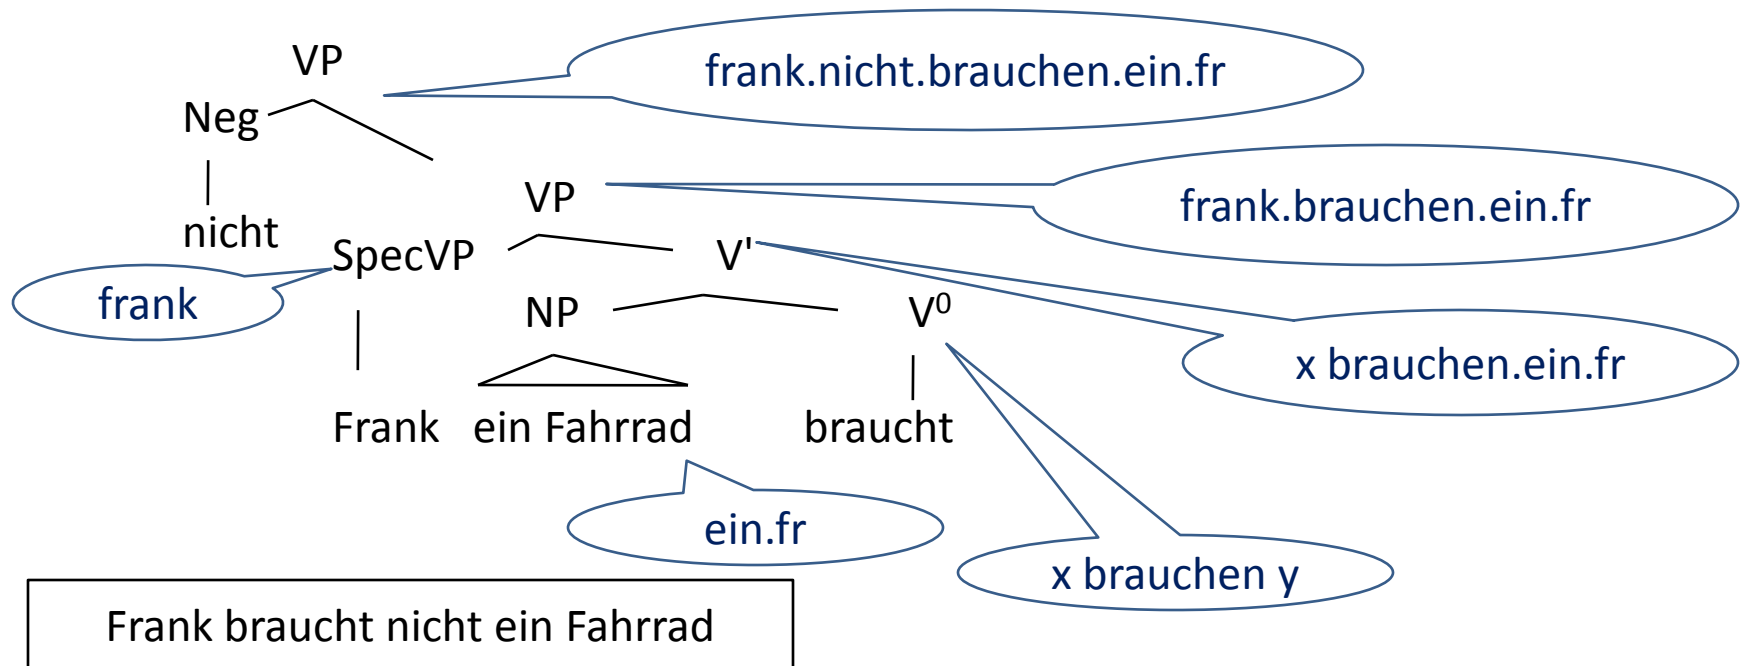 VP
frank.nicht.brauchen.ein.fr
Neg
VP
frank.brauchen.ein.fr
nicht
SpecVP
V'
frank
NP
V⁰
x brauchen.ein.fr
Frank
ein Fahrrad
braucht
ein.fr
x brauchen y
Frank braucht nicht ein Fahrrad